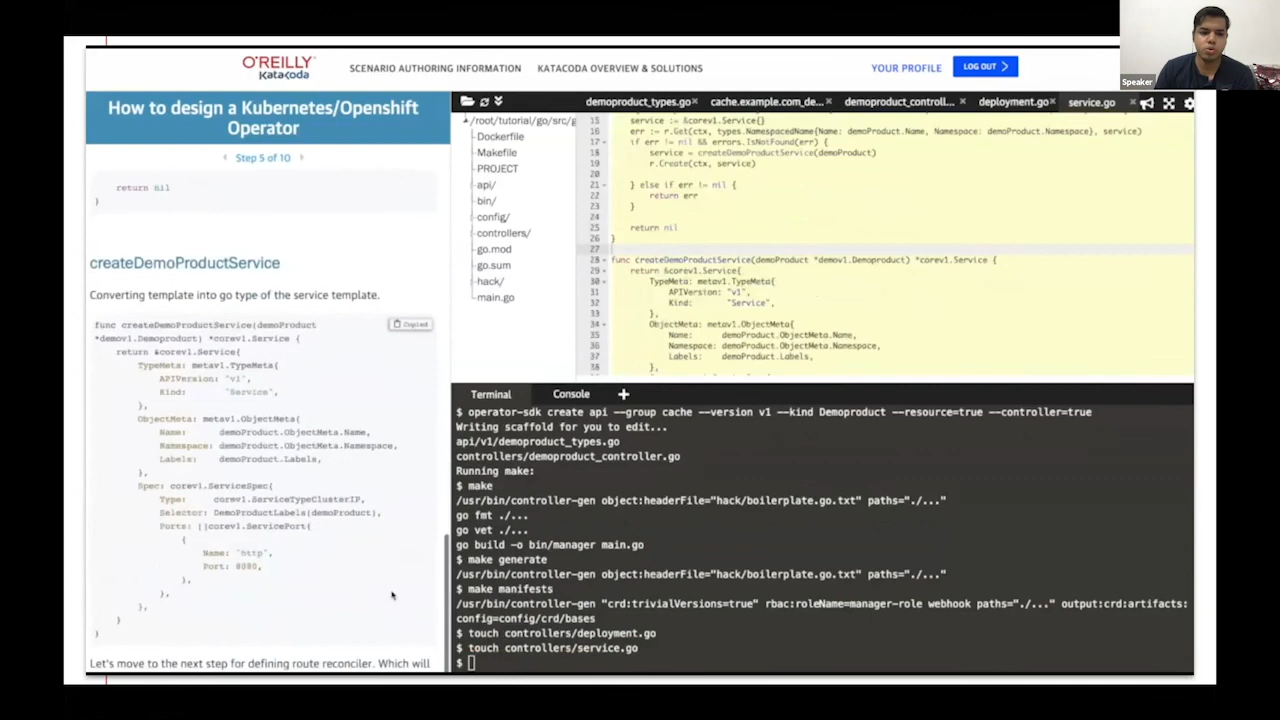 O'REILLY
Katacoda
SCENARIO AUTHORING INFORMATION
KATACODA OVERVIEW & SOLUTIONS
YOUR PROFILE
LOG OUT
Speaker
How to design a Kubernetes/Openshift
Operator
Step 5 of 10
return nil
}
createDemoProductService
Converting template into go type of the service template.
Copied
func createDemoProductService(demoProduct
*demov1.Demoproduct) *corev1.Service {
return &corev1.Service{
TypeMeta: metav1.TypeMeta{
APIVersion: "v1",
Kind: "Service",
},
ObjectMeta: metav1.ObjectMeta{
Name: demoProduct.ObjectMeta.Name,
Namespace: demoProduct.ObjectMeta.Namespace,
Labels: demoProduct.Labels,
},
Spec: corev1.ServiceSpec{
Type: corev1.ServiceTypeClusterIP,
Selector: DemoProductLabels(demoProduct),
Ports: []corev1.ServicePort{
{
Name: "http",
Port: 8080,
},
},
},
}
}
Let's move to the next step for defining route reconciler. Which will
/root/tutorial/go/src/g
Dockerfile
Makefile
PROJECT
api/
bin/
config/
controllers/
go.mod
go.sum
hack/
main.go
demoproduct_types.go
cache.example.com_de...
demoproduct_controll...
deployment.go
service.go
15 service := &corev1.Service{}
16 err := r.Get(ctx, types.NamespacedName{Name: demoProduct.Name, Namespace: demoProduct.Namespace}, service)
17 if err != nil && errors.IsNotFound(err) {
18 service = createDemoProductService(demoProduct)
19 r.Create(ctx, service)
20
21 } else if err != nil {
22 return err
23 }
24
25 return nil
26 }
27
28 func createDemoProductService(demoProduct *demov1.Demoproduct) *corev1.Service {
29 return &corev1.Service{
30 TypeMeta: metav1.TypeMeta{
31 APIVersion: "v1",
32 Kind: "Service",
33 },
34 ObjectMeta: metav1.ObjectMeta{
35 Name: demoProduct.ObjectMeta.Name,
36 Namespace: demoProduct.ObjectMeta.Namespace,
37 Labels: demoProduct.Labels,
38 },
Terminal
Console
$ operator-sdk create api --group cache --version v1 --kind Demoproduct --resource=true --controller=true
Writing scaffold for you to edit...
api/v1/demoproduct_types.go
controllers/demoproduct_controller.go
Running make:
$ make
/usr/bin/controller-gen object:headerFile="hack/boilerplate.go.txt" paths="./..."
go fmt ./...
go vet ./...
go build -o bin/manager main.go
$ make generate
/usr/bin/controller-gen object:headerFile="hack/boilerplate.go.txt" paths="./..."
$ make manifests
/usr/bin/controller-gen "crd:trivialVersions=true" rbac:roleName=manager-role webhook paths="./..." output:crd:artifacts:
config=config/crd/bases
$ touch controllers/deployment.go
$ touch controllers/service.go
$